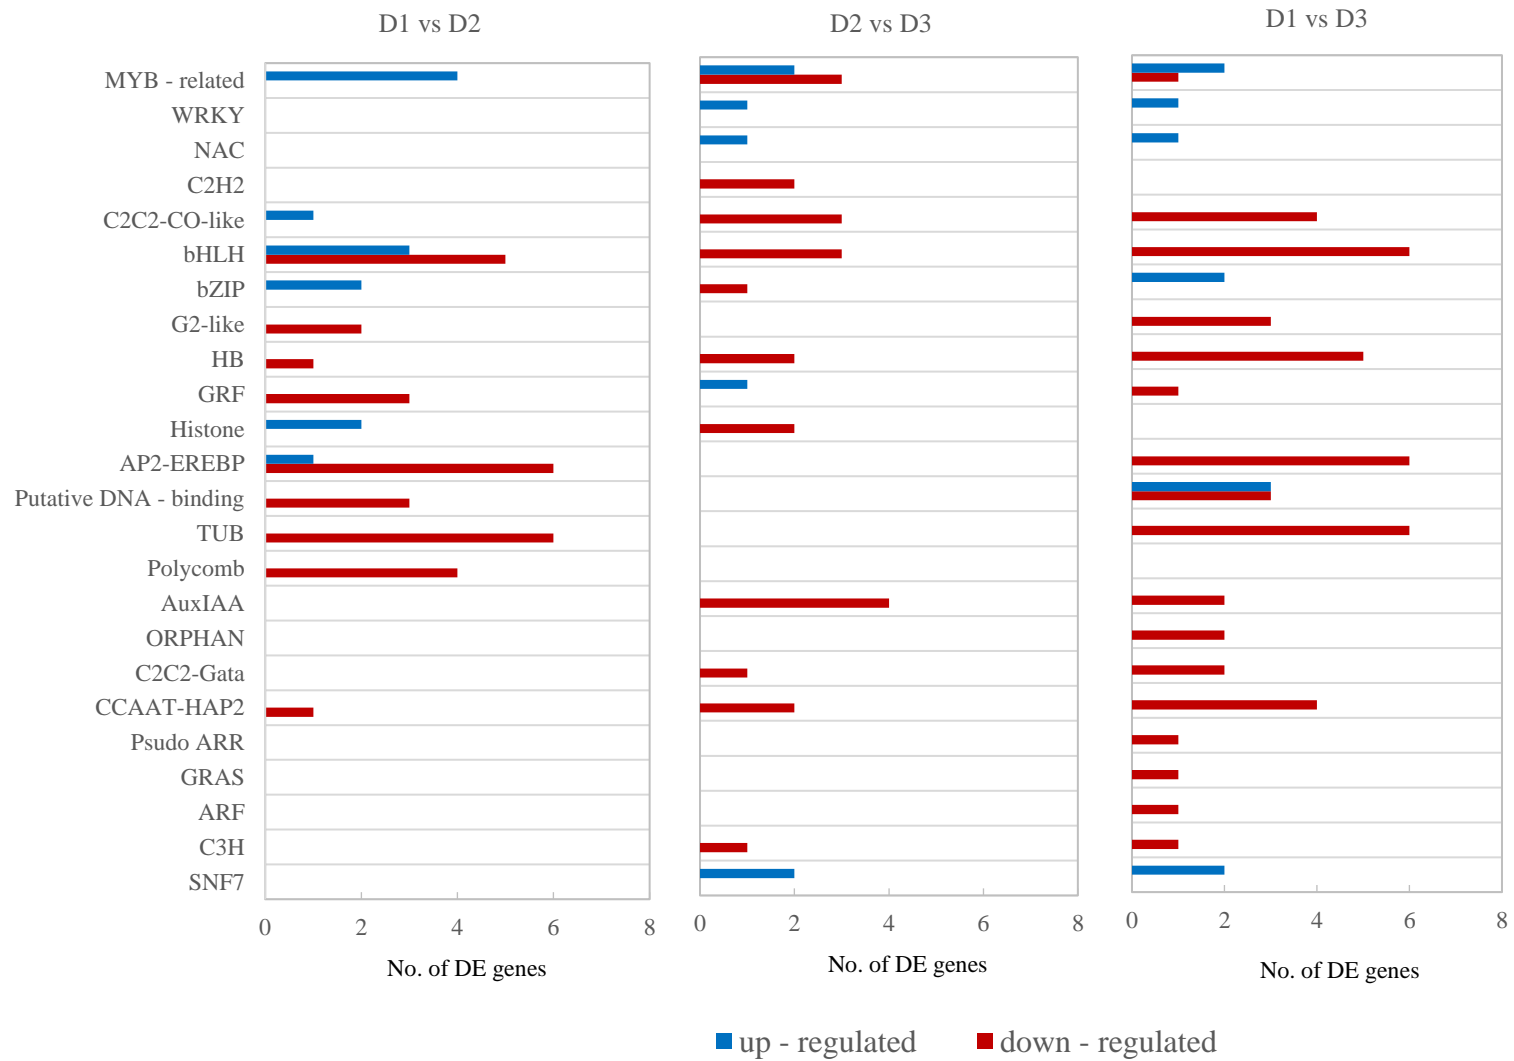 D1 vs D2
D2 vs D3
D1 vs D3
MYB - related
WRKY
NAC
C2H2
C2C2-CO-like
bHLH
bZIP
G2-like
HB
GRF
Histone
AP2-EREBP
Putative DNA - binding
TUB
Polycomb
AuxIAA
ORPHAN
C2C2-Gata
CCAAT-HAP2
Psudo ARR
GRAS
ARF
C3H
SNF7
0 2 4 6 8
0 2 4 6 8
0 2 4 6 8
No. of DE genes
No. of DE genes
No. of DE genes
up - regulated
down - regulated